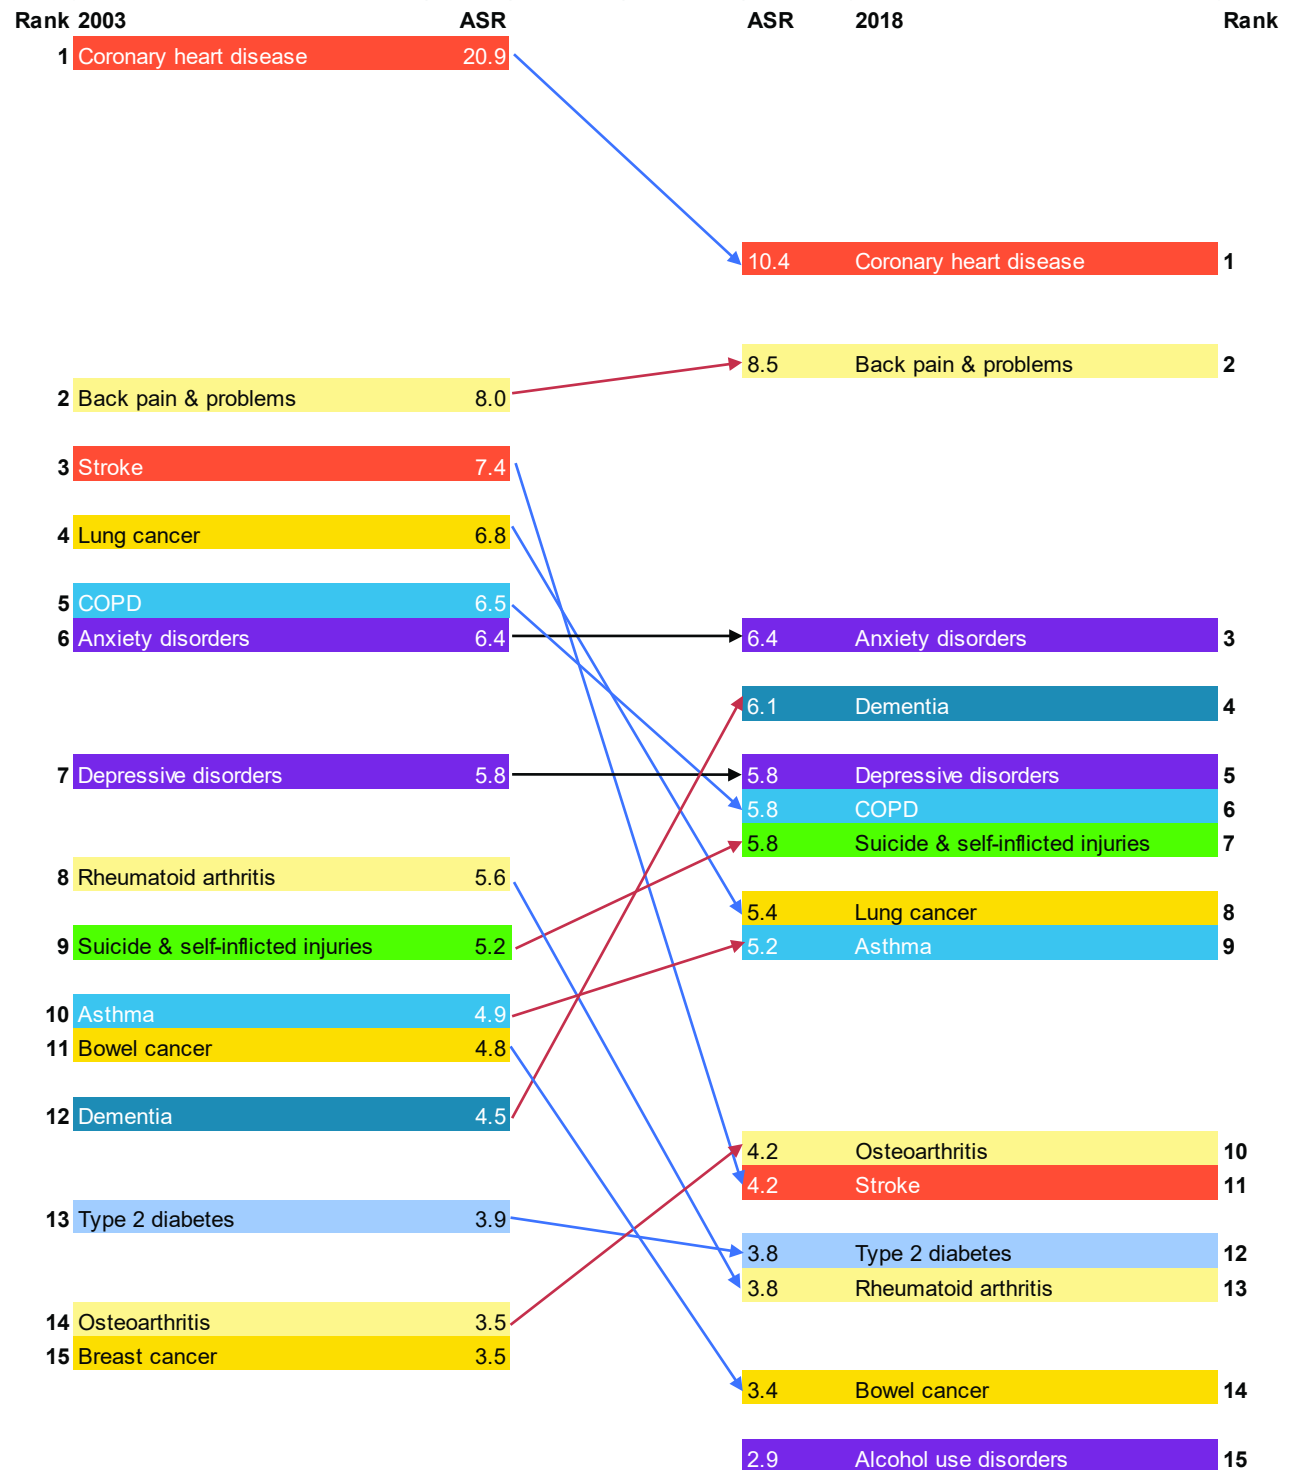 Rank 2003 ASR ASR 2018 Rank
1 Coronary heart disease 20.9
10.4 Coronary heart disease 1
8.5 Back pain & problems 2
2 Back pain & problems 8.0
3 Stroke 7.4
4 Lung cancer 6.8
5 COPD 6.5
6 Anxiety disorders 6.4 6.4 Anxiety disorders 3
6.1 Dementia 4
7 Depressive disorders 5.8 5.8 Depressive disorders 5
5.8 COPD 6
5.8 Suicide & self-inflicted injuries 7
8 Rheumatoid arthritis 5.6
5.4 Lung cancer 8
9 Suicide & self-inflicted injuries 5.2 5.2 Asthma 9
10 Asthma 4.9
11 Bowel cancer 4.8
12 Dementia 4.5
4.2 Osteoarthritis 10
4.2 Stroke 11
13 Type 2 diabetes 3.9
3.8 Type 2 diabetes 12
3.8 Rheumatoid arthritis 13
14 Osteoarthritis 3.5
15 Breast cancer 3.5
3.4 Bowel cancer 14
2.9 Alcohol use disorders 15